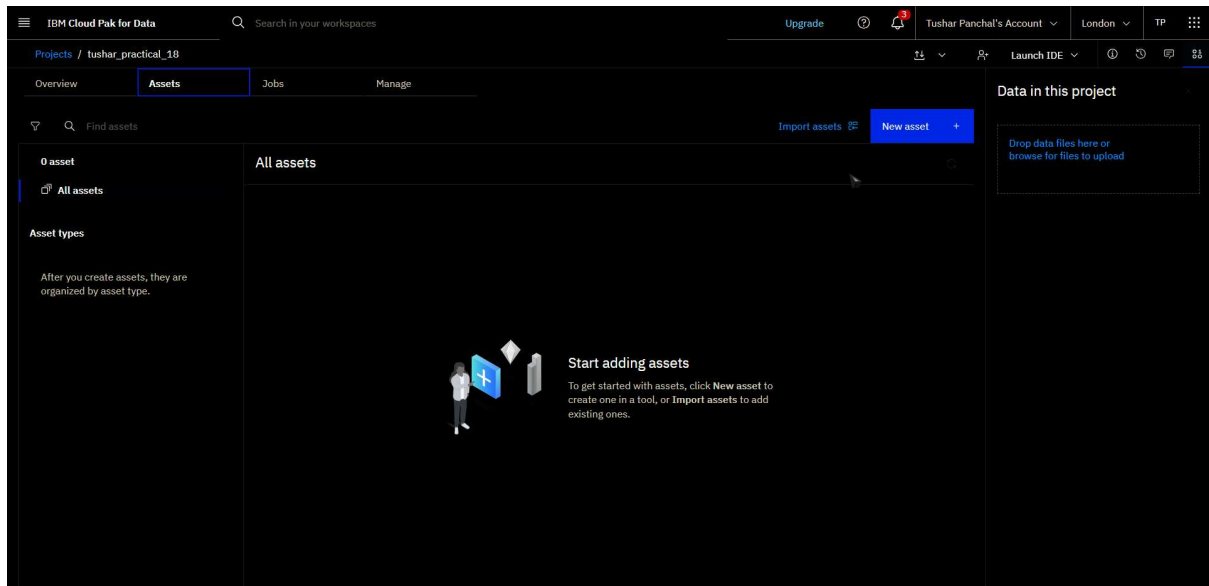 IBM Cloud Pak for Data
Search in your workspaces
Upgrade
3
Tushar Panchal's Account
London
TP
Projects / tushar_practical_18
Launch IDE
Overview
Assets
Jobs
Manage
Find assets
Import assets
New asset +
0 asset
All assets
Asset types
After you create assets, they are
organized by asset type.
All assets
Start adding assets
To get started with assets, click New asset to
create one in a tool, or Import assets to add
existing ones.
Data in this project
Drop data files here or
browse for files to upload